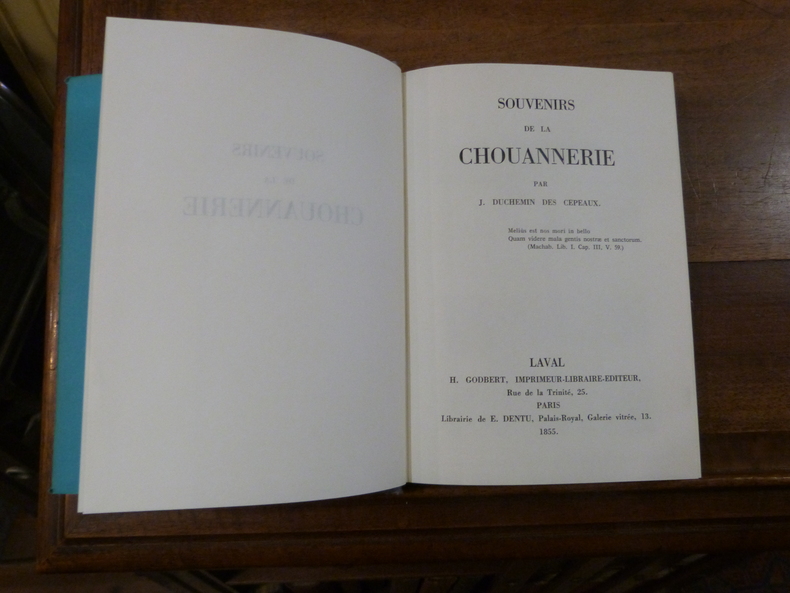 SOUVENIRS
DE LA
CHOUANNERIE
PAR
J. DUCHEMIN DES CEPEAUX.
Melius est nos mori in bello
Quam videre mala gentis nostræ et sanctorum.
(Machab. Lib. I. Cap. III, V. 59.)
LAVAL
H. GODBERT, IMPRIMEUR-LIBRAIRE-EDITEUR,
Rue de la Trinité, 25.
PARIS
Librairie de E. DENTU, Palais-Royal, Galerie vitrée, 13.
1855.